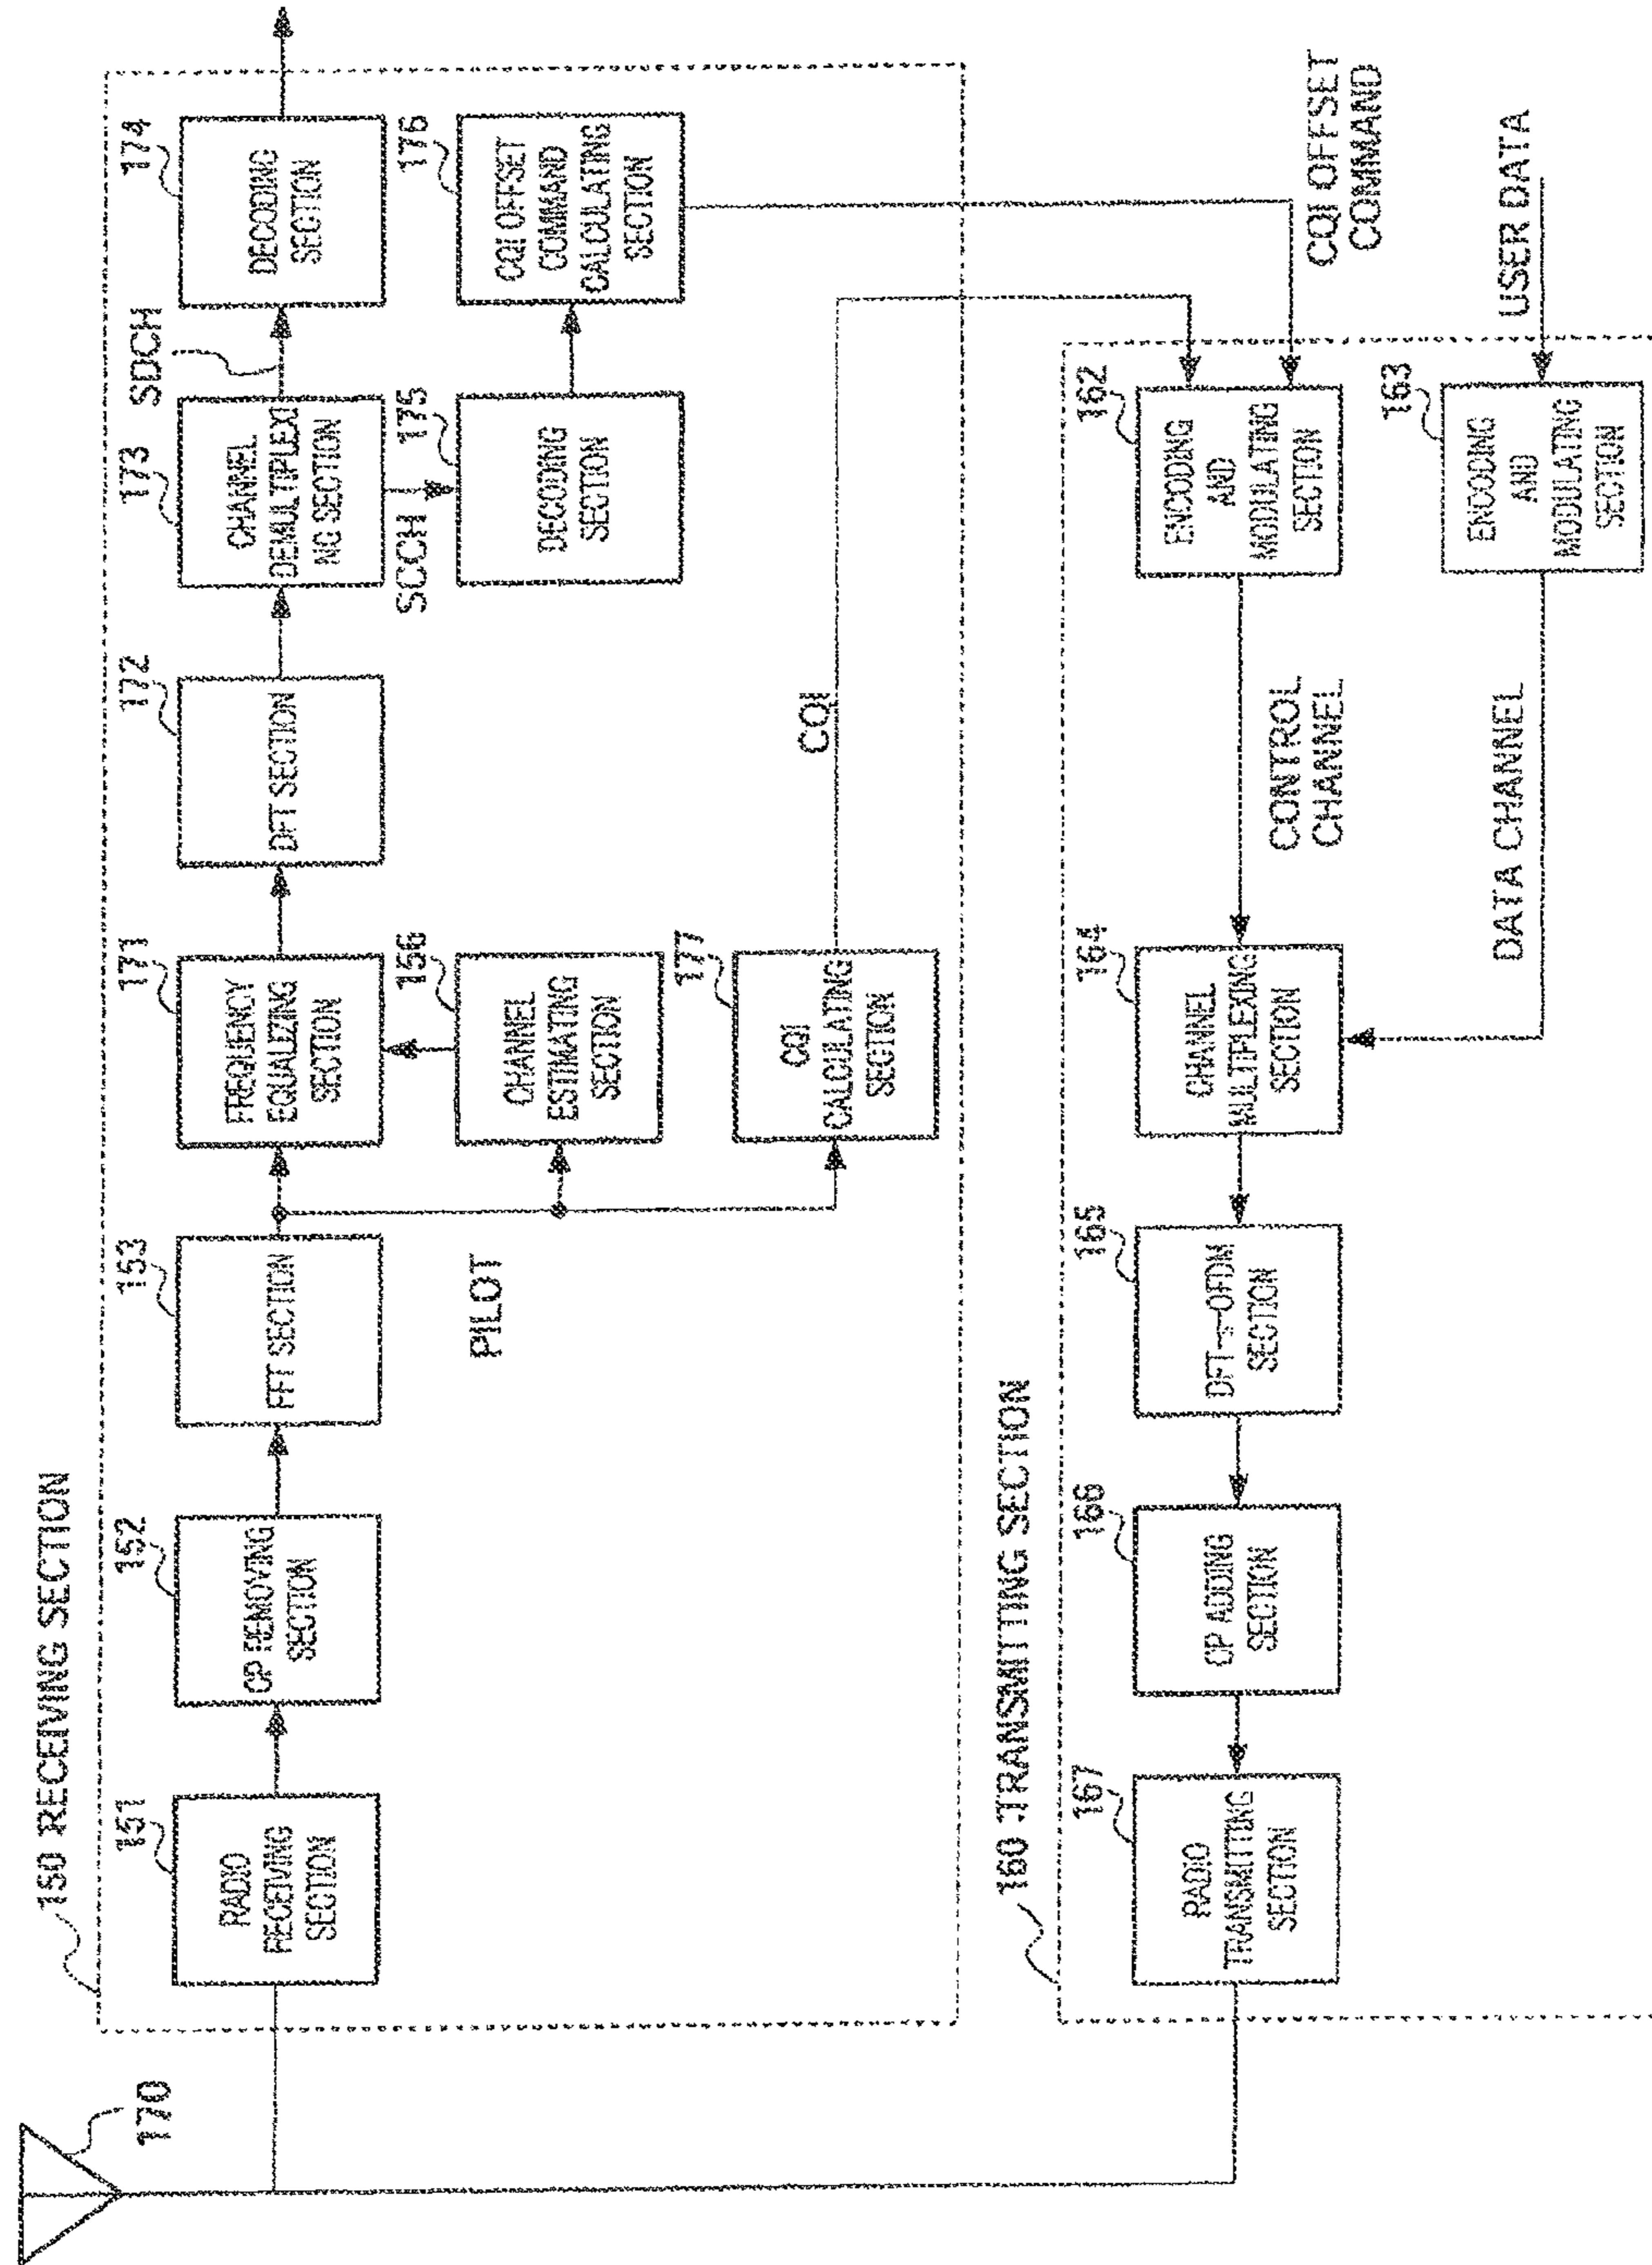 150 RECEIVING SECTION
151
RADIO
RECEIVING
SECTION
152
CP REMOVING
SECTION
153
FFT SECTION
PILOT
171
FREQUENCY
EQUALIZING
SECTION
156
CHANNEL
ESTIMATING
SECTION
177
CQI
CALCULATING
SECTION
CQI
172
DFT SECTION
173
CHANNEL
DEMULTIPLEXI
NG SECTION
SDCH
SCCH
174
DECODING
SECTION
175
DECODING
SECTION
176
CQI OFFSET
COMMAND
CALCULATING
SECTION
170
160 TRANSMITTING SECTION
167
RADIO
TRANSMITTING
SECTION
166
CP ADDING
SECTION
165
DFT-s-OFDM
SECTION
164
CHANNEL
MULTIPLEXING
SECTION
CONTROL
CHANNEL
DATA CHANNEL
162
ENCODING
AND
MODULATING
SECTION
163
ENCODING
AND
MODULATING
SECTION
CQI OFFSET
COMMAND
USER DATA